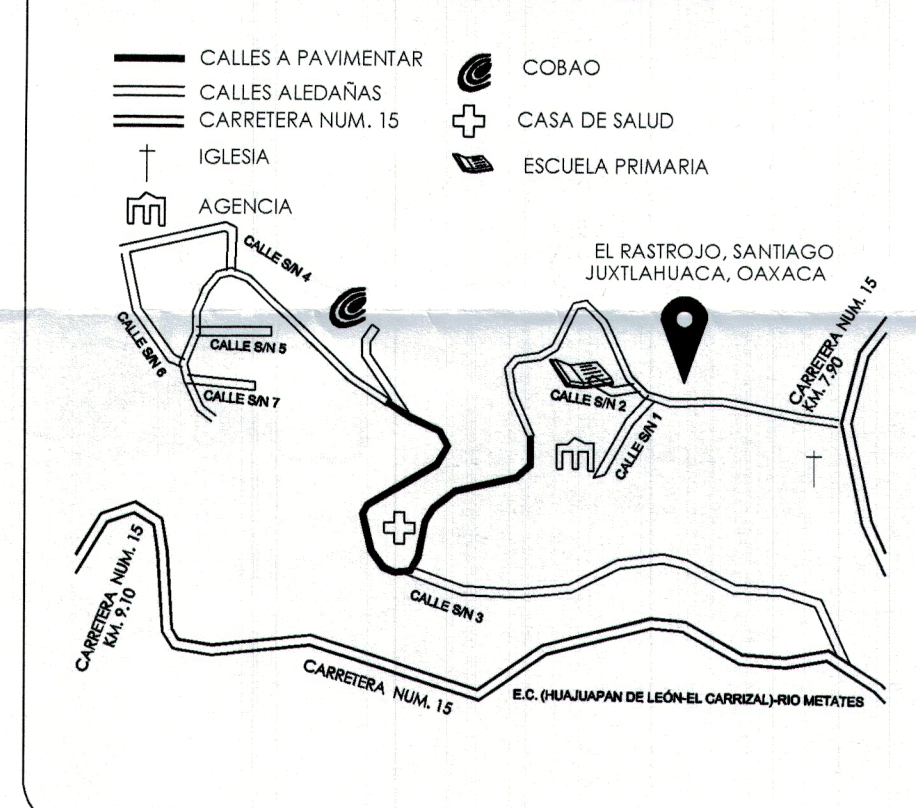 CALLES A PAVIMENTAR
CALLES ALEDAÑAS
CARRETERA NUM. 15
IGLESIA
AGENCIA
COBAO
CASA DE SALUD
ESCUELA PRIMARIA
EL RASTROJO, SANTIAGO
JUXTLAHUACA, OAXACA
CALLE S/N 4
CALLE S/N 5
CALLE S/N 6
CALLE S/N 7
CALLE S/N 2
CALLE S/N 1
CARRETERA NUM. 15
KM. 7.90
CALLE S/N 3
CARRETERA NUM. 15
KM. 9.10
CARRETERA NUM. 15
E.C. (HUAJUAPAN DE LEÓN-EL CARRIZAL)-RIO METATES